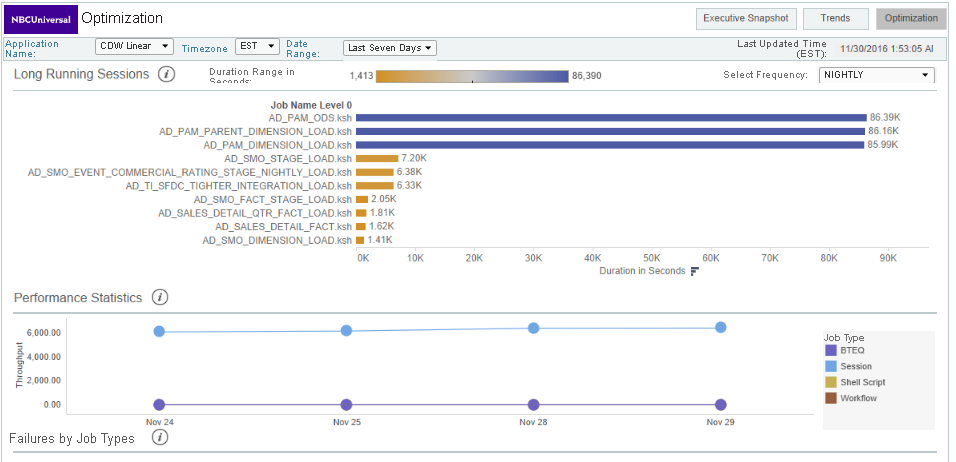 NBCUniversal Optimization Executive Snapshot Trends Optimization
Application Name: CDW Linear Timezone EST Date Range: Last Seven Days Last Updated Time (EST): 11/30/2016 1:53:05 AI
Long Running Sessions i Duration Range in Seconds: 1,413 86,390 Select Frequency: NIGHTLY
Job Name Level 0
AD_PAM_ODS.ksh 86.39K
AD_PAM_PARENT_DIMENSION_LOAD.ksh 86.16K
AD_PAM_DIMENSION_LOAD.ksh 85.99K
AD_SMO_STAGE_LOAD.ksh 7.20K
AD_SMO_EVENT_COMMERCIAL_RATING_STAGE_NIGHTLY_LOAD.ksh 6.38K
AD_TI_SFDC_TIGHTER_INTEGRATION_LOAD.ksh 6.33K
AD_SMO_FACT_STAGE_LOAD.ksh 2.05K
AD_SALES_DETAIL_QTR_FACT_LOAD.ksh 1.81K
AD_SALES_DETAIL_FACT.ksh 1.62K
AD_SMO_DIMENSION_LOAD.ksh 1.41K
0K 10K 20K 30K 40K 50K 60K 70K 80K 90K
Duration in Seconds
Performance Statistics i
Throughput
6,000.00
4,000.00
2,000.00
0.00
Nov 24 Nov 25 Nov 28 Nov 29
Job Type
BTEQ
Session
Shell Script
Workflow
Failures by Job Types i